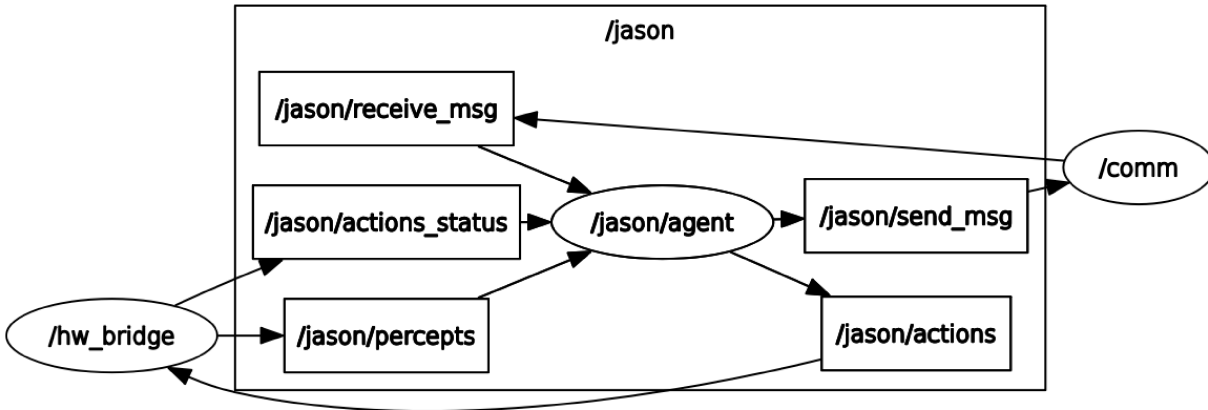 /jason
/jason/receive_msg
/comm
/jason/actions_status
/jason/agent
/jason/send_msg
/hw_bridge
/jason/percepts
/jason/actions